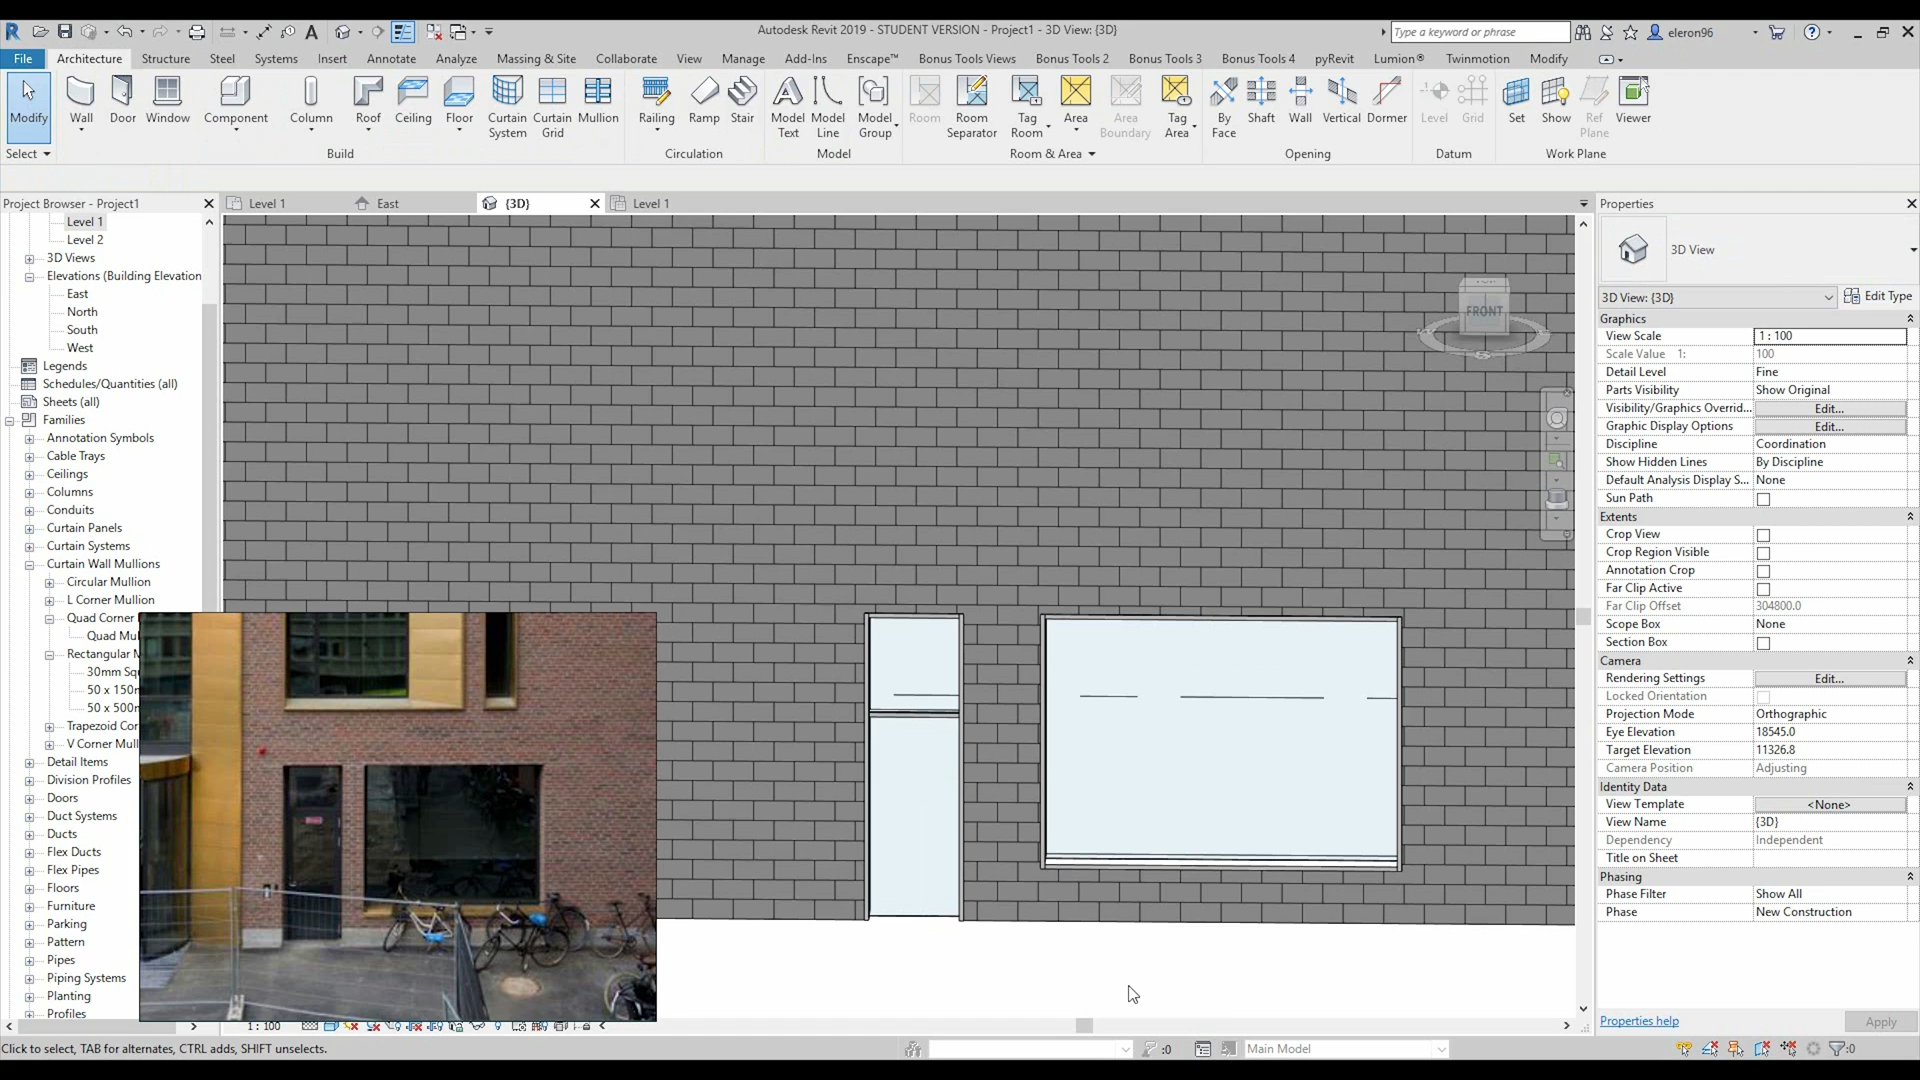 Autodesk Revit 2019 - STUDENT VERSION - Project1 - 3D View: {3D}
Type a keyword or phrase
eleron96
File Architecture Structure Steel Systems Insert Annotate Analyze Massing & Site Collaborate View Manage Add-Ins Enscape™ Bonus Tools Views Bonus Tools 2 Bonus Tools 3 Bonus Tools 4 pyRevit Lumion® Twinmotion Modify
Modify Wall Door Window Component Column Roof Ceiling Floor Curtain System Curtain Grid Mullion Railing Ramp Stair Model Text Model Line Model Group Room Room Separator Tag Room Area Area Boundary Tag Area By Face Shaft Wall Vertical Dormer Level Grid Set Show Ref Plane Viewer
Select Build Circulation Model Room & Area Opening Datum Work Plane
Project Browser - Project1
Level 1 East {3D} Level 1
Properties
Level 1
Level 2
3D Views
Elevations (Building Elevation
East
North
South
West
Legends
Schedules/Quantities (all)
Sheets (all)
Families
Annotation Symbols
Cable Trays
Ceilings
Columns
Conduits
Curtain Panels
Curtain Systems
Curtain Wall Mullions
Circular Mullion
L Corner Mullion
Quad Corner
Quad Mul
Rectangular M
30mm Squ
50 x 150m
50 x 500m
Trapezoid Cor
V Corner Mull
Detail Items
Division Profiles
Doors
Duct Systems
Ducts
Flex Ducts
Flex Pipes
Floors
Furniture
Parking
Pattern
Pipes
Piping Systems
Planting
Profiles
FRONT
3D View
3D View: {3D} Edit Type
Graphics
View Scale 1 : 100
Scale Value 1: 100
Detail Level Fine
Parts Visibility Show Original
Visibility/Graphics Overrid... Edit...
Graphic Display Options Edit...
Discipline Coordination
Show Hidden Lines By Discipline
Default Analysis Display S... None
Sun Path
Extents
Crop View
Crop Region Visible
Annotation Crop
Far Clip Active
Far Clip Offset 304800.0
Scope Box None
Section Box
Camera
Rendering Settings Edit...
Locked Orientation
Projection Mode Orthographic
Eye Elevation 18545.0
Target Elevation 11326.8
Camera Position Adjusting
Identity Data
View Template <None>
View Name {3D}
Dependency Independent
Title on Sheet
Phasing
Phase Filter Show All
Phase New Construction
Properties help Apply
1 : 100
Click to select, TAB for alternates, CTRL adds, SHIFT unselects.
:0
Main Model
:0